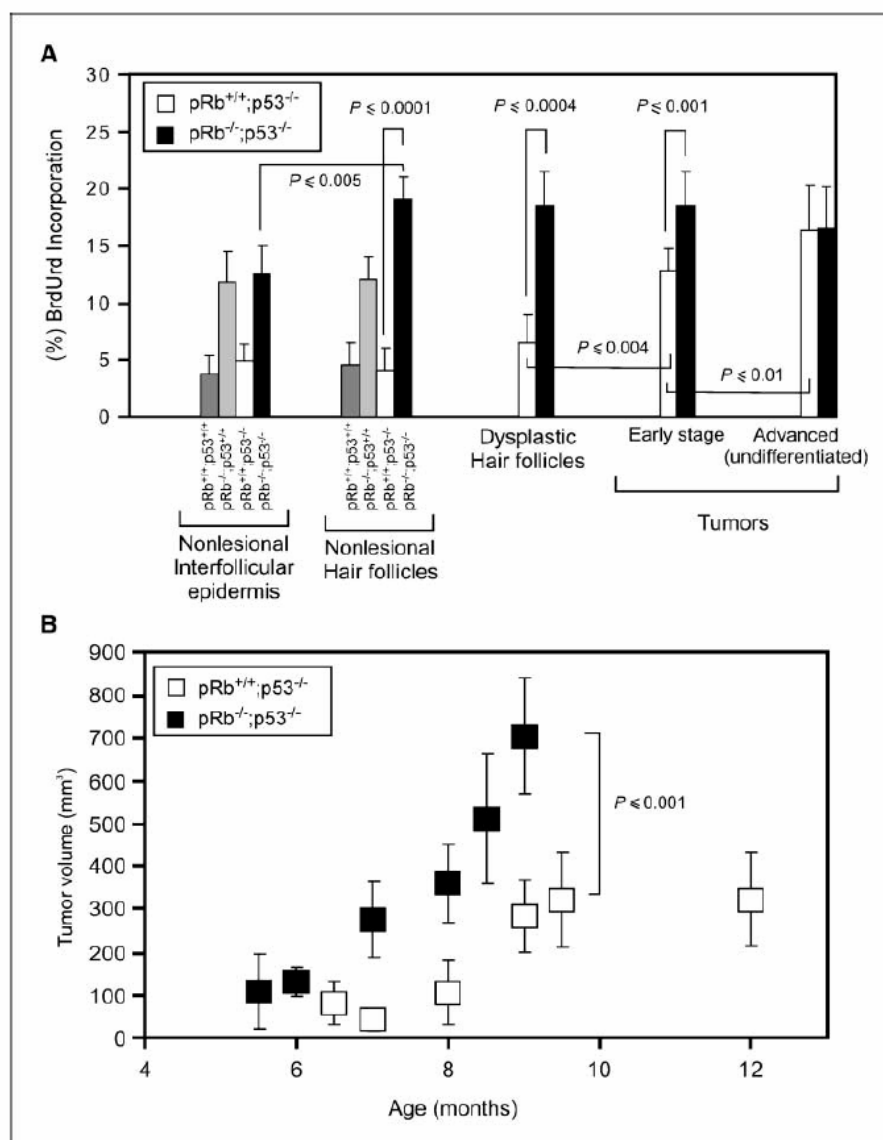 A
30
25
20
15
10
5
0
(%) BrdUrd Incorporation
pRb+/+;p53-/-
pRb-/-;p53-/-
P ⩽ 0.005
P ⩽ 0.0001
P ⩽ 0.0004
P ⩽ 0.001
P ⩽ 0.004
P ⩽ 0.01
pRb+/+;p53+/+
pRb-/-;p53+/+
pRb+/+;p53-/-
pRb-/-;p53-/-
Nonlesional
Interfollicular
epidermis
pRb+/+;p53+/+
pRb-/-;p53+/+
pRb+/+;p53-/-
pRb-/-;p53-/-
Nonlesional
Hair follicles
Dysplastic
Hair follicles
Early stage
Advanced
(undifferentiated)
Tumors
B
900
800
700
600
500
400
300
200
100
0
Tumor volume (mm³)
pRb+/+;p53-/-
pRb-/-;p53-/-
P ⩽ 0.001
4 6 8 10 12
Age (months)